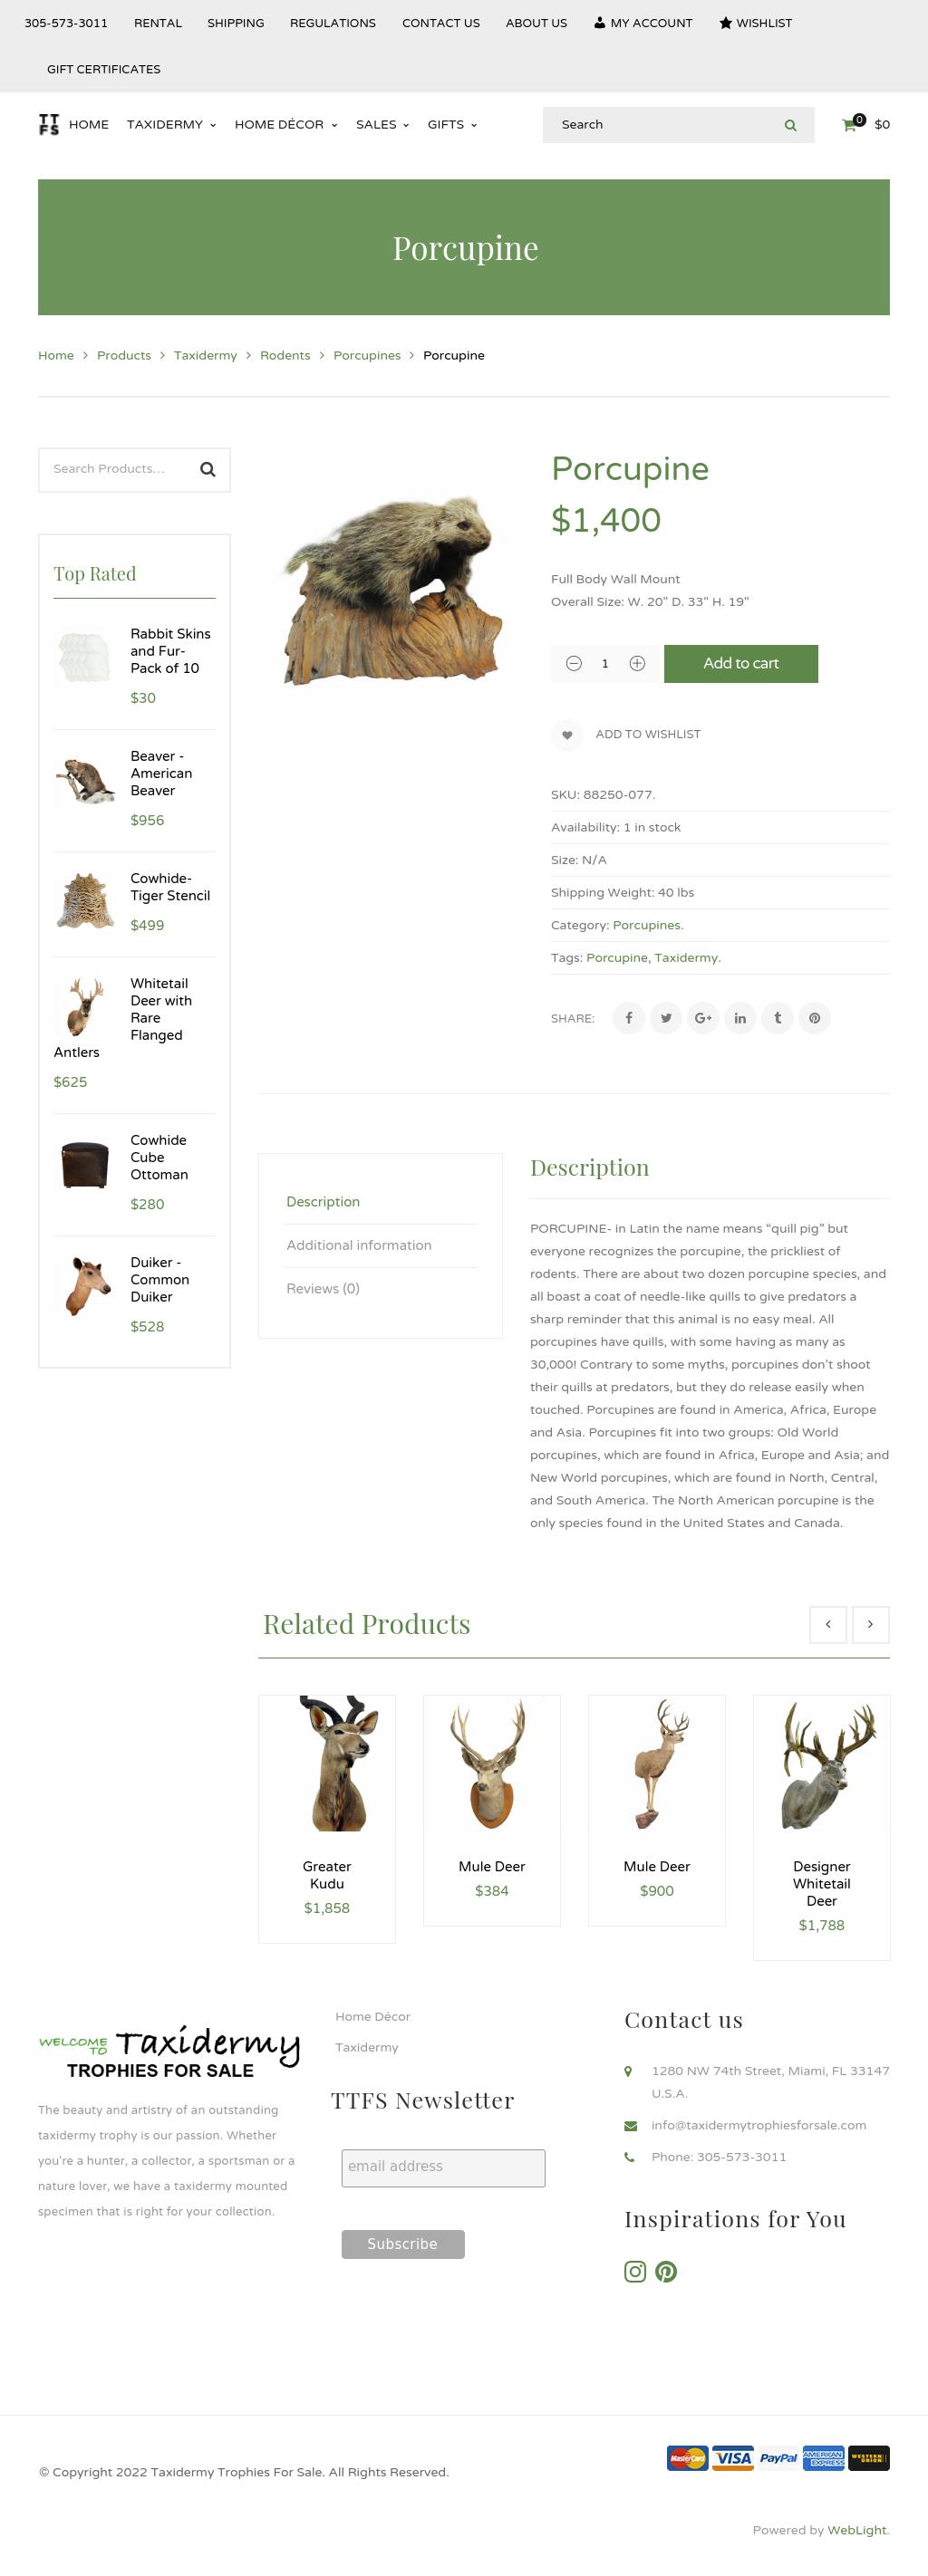 305-573-1011 RENTAL SHIPPING REGULATIONS CONTACT US ABOUT US MY ACCOUNT WISHLIST
GIFT CERTIFICATES
TT
FS
HOME TAXIDERMY HOME DÉCOR SALES GIFTS
Search
0 $0
Porcupine
Home > Products > Taxidermy > Rodents > Porcupines > Porcupine
Search Products…
Top Rated
Rabbit Skins
and Fur-
Pack of 10
$30
Beaver -
American
Beaver
$956
Cowhide-
Tiger Stencil
$499
Whitetail
Deer with
Rare
Flanged
Antlers
$625
Cowhide
Cube
Ottoman
$280
Duiker -
Common
Duiker
$528
Porcupine
$1,400
Full Body Wall Mount
Overall Size: W. 20" D. 33" H. 19"
1
Add to cart
ADD TO WISHLIST
SKU: 88250-077.
Availability: 1 in stock
Size: N/A
Shipping Weight: 40 lbs
Category: Porcupines.
Tags: Porcupine, Taxidermy.
SHARE:
Description
Additional information
Reviews (0)
Description
PORCUPINE- in Latin the name means “quill pig” but
everyone recognizes the porcupine, the prickliest of
rodents. There are about two dozen porcupine species, and
all boast a coat of needle-like quills to give predators a
sharp reminder that this animal is no easy meal. All
porcupines have quills, with some having as many as
30,000! Contrary to some myths, porcupines don’t shoot
their quills at predators, but they do release easily when
touched. Porcupines are found in America, Africa, Europe
and Asia. Porcupines fit into two groups: Old World
porcupines, which are found in Africa, Europe and Asia; and
New World porcupines, which are found in North, Central,
and South America. The North American porcupine is the
only species found in the United States and Canada.
Related Products
Greater
Kudu
$1,858
Mule Deer
$384
Mule Deer
$900
Designer
Whitetail
Deer
$1,788
WELCOME TO Taxidermy
TROPHIES FOR SALE
The beauty and artistry of an outstanding
taxidermy trophy is our passion. Whether
you're a hunter, a collector, a sportsman or a
nature lover, we have a taxidermy mounted
specimen that is right for your collection.
Home Décor
Taxidermy
TTFS Newsletter
email address
Subscribe
Contact us
1280 NW 74th Street, Miami, FL 33147
U.S.A.
info@taxidermytrophiesforsale.com
Phone: 305-573-3011
Inspirations for You
MasterCard VISA PayPal AMERICAN EXPRESS WESTERN UNION
© Copyright 2022 Taxidermy Trophies For Sale. All Rights Reserved.
Powered by WebLight.